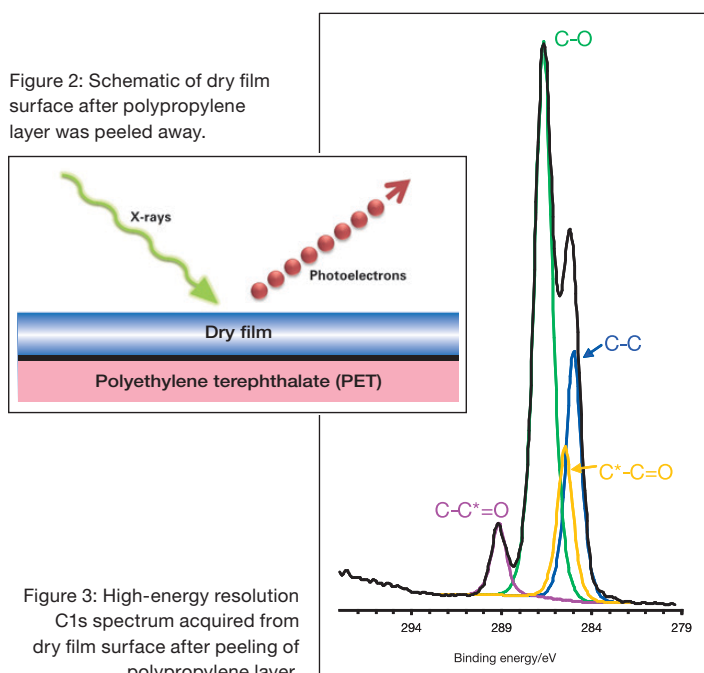 Figure 2: Schematic of dry film
surface after polypropylene
layer was peeled away.
X-rays
Photoelectrons
Dry film
Polyethylene terephthalate (PET)
C-O
C-C
C*-C=O
C-C*=O
294
289
284
279
Binding energy/eV
Figure 3: High-energy resolution
C1s spectrum acquired from
dry film surface after peeling of
polypropylene layer.